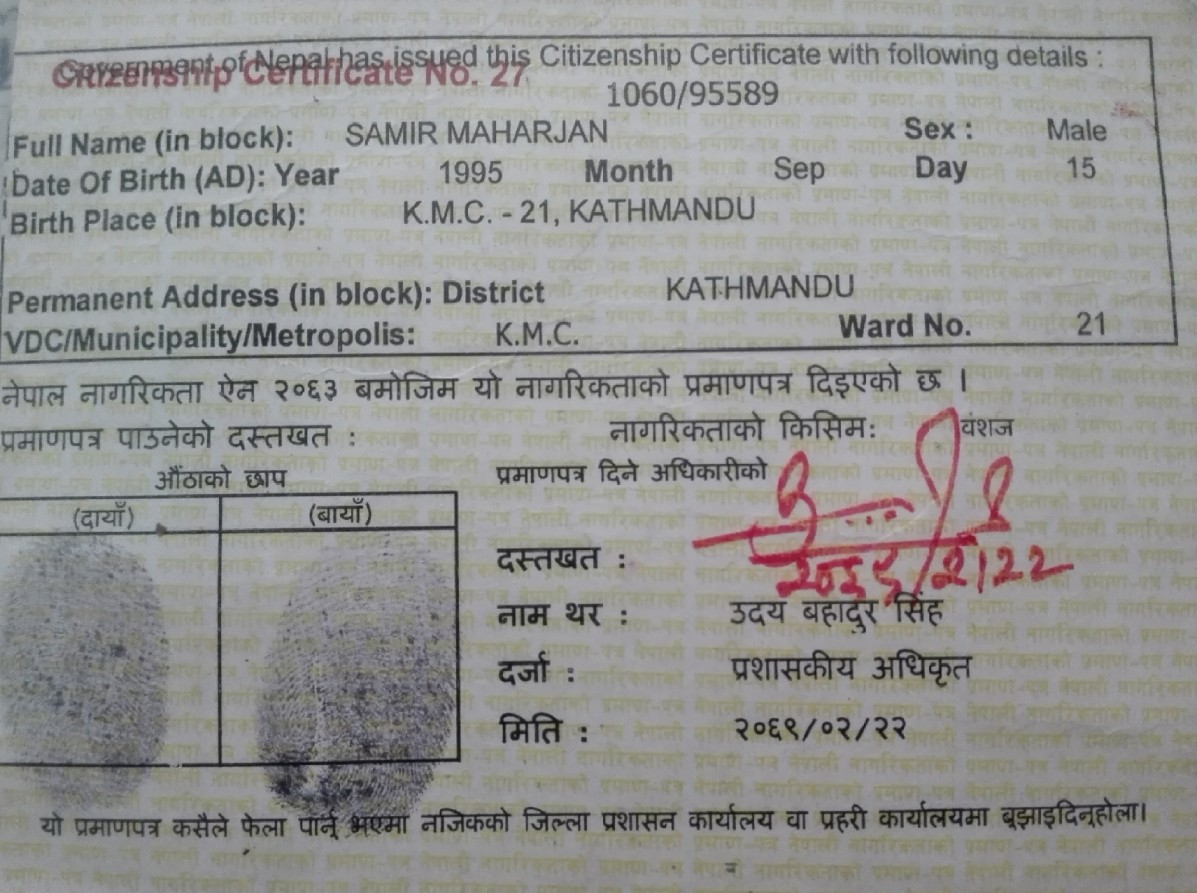 Government of Nepal has issued this Citizenship Certificate with following details :
Citizenship Certificate No. 27
1060/95589
Full Name (in block): SAMIR MAHARJAN Sex : Male
Date Of Birth (AD): Year 1995 Month Sep Day 15
Birth Place (in block): K.M.C. - 21, KATHMANDU
Permanent Address (in block): District KATHMANDU
VDC/Municipality/Metropolis: K.M.C. Ward No. 21
नेपाल नागरिकता ऐन २०६३ बमोजिम यो नागरिकताको प्रमाणपत्र दिइएको छ ।
प्रमाणपत्र पाउनेको दस्तखत : नागरिकताको किसिम: वंशज
औंठाको छाप प्रमाणपत्र दिने अधिकारीको
(दायाँ) (बायाँ)
दस्तखत :
नाम थर : उदय बहादुर सिंह
दर्जा : प्रशासकीय अधिकृत
मिति : २०६९/०२/२२
यो प्रमाणपत्र कसैले फेला पार्नु भएमा नजिकको जिल्ला प्रशासन कार्यालय वा प्रहरी कार्यालयमा बूझाइदिनुहोला।